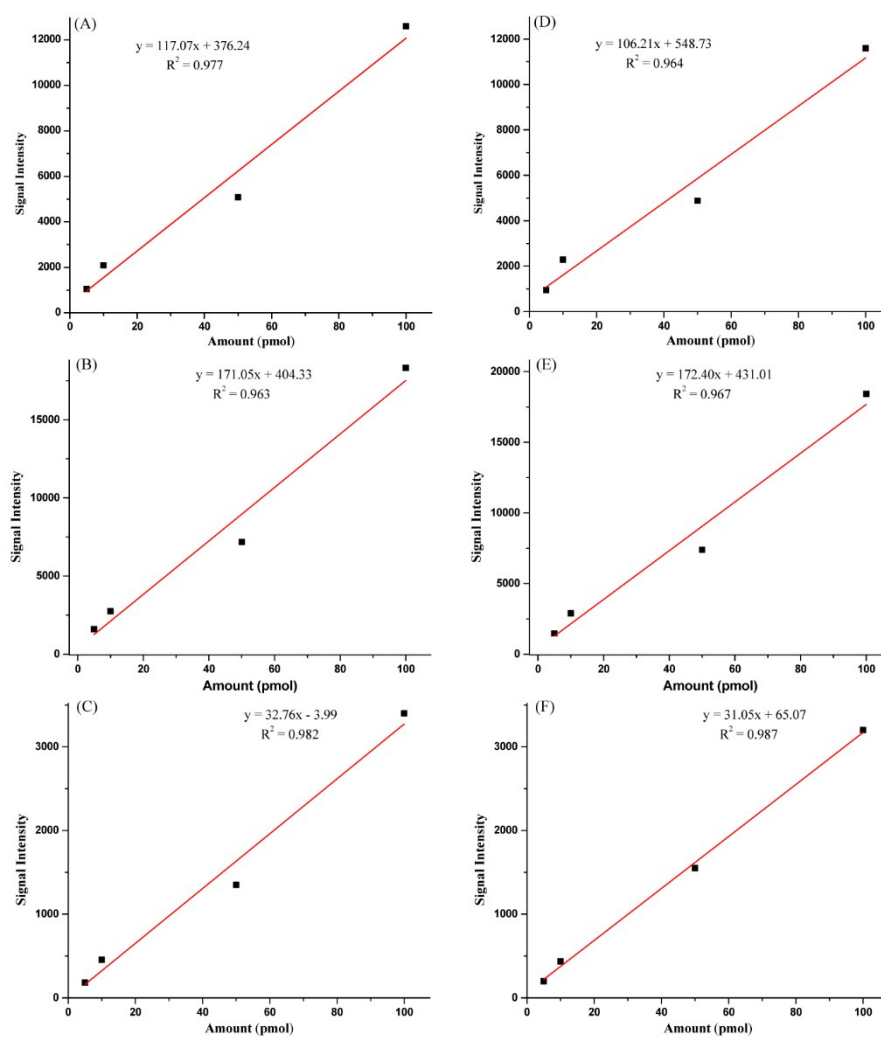 (A)
y = 117.07x + 376.24
R² = 0.977
12000
10000
8000
6000
4000
2000
0
Signal Intensity
0 20 40 60 80 100
Amount (pmol)
(D)
y = 106.21x + 548.73
R² = 0.964
12000
10000
8000
6000
4000
2000
0
Signal Intensity
0 20 40 60 80 100
Amount (pmol)
(B)
y = 171.05x + 404.33
R² = 0.963
15000
10000
5000
0
Signal Intensity
0 20 40 60 80 100
Amount (pmol)
(E)
y = 172.40x + 431.01
R² = 0.967
20000
15000
10000
5000
0
Signal Intensity
0 20 40 60 80 100
Amount (pmol)
(C)
y = 32.76x - 3.99
R² = 0.982
3000
2000
1000
0
Signal Intensity
0 20 40 60 80 100
Amount (pmol)
(F)
y = 31.05x + 65.07
R² = 0.987
3000
2000
1000
0
Signal Intensity
0 20 40 60 80 100
Amount (pmol)